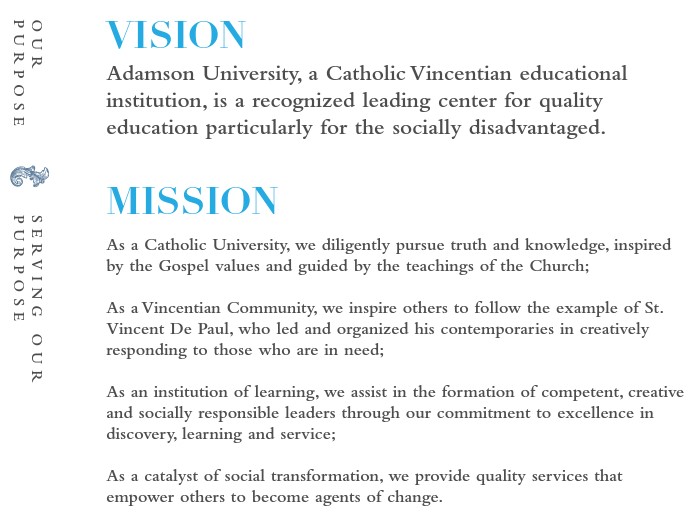 OUR
PURPOSE
VISION
Adamson University, a Catholic Vincentian educational
institution, is a recognized leading center for quality
education particularly for the socially disadvantaged.
SERVING OUR
PURPOSE
MISSION
As a Catholic University, we diligently pursue truth and knowledge, inspired
by the Gospel values and guided by the teachings of the Church;
As a Vincentian Community, we inspire others to follow the example of St.
Vincent De Paul, who led and organized his contemporaries in creatively
responding to those who are in need;
As an institution of learning, we assist in the formation of competent, creative
and socially responsible leaders through our commitment to excellence in
discovery, learning and service;
As a catalyst of social transformation, we provide quality services that
empower others to become agents of change.